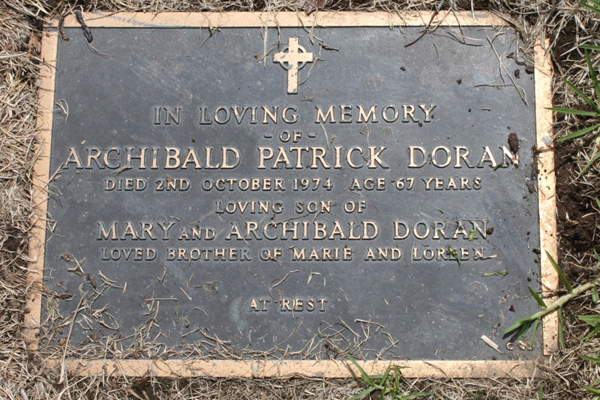 IN LOVING MEMORY
- OF -
ARCHIBALD PATRICK DORAN
DIED 2ND OCTOBER 1974 AGE 67 YEARS
LOVING SON OF
MARY AND ARCHIBALD DORAN
LOVED BROTHER OF MARIE AND LOREEN
AT REST